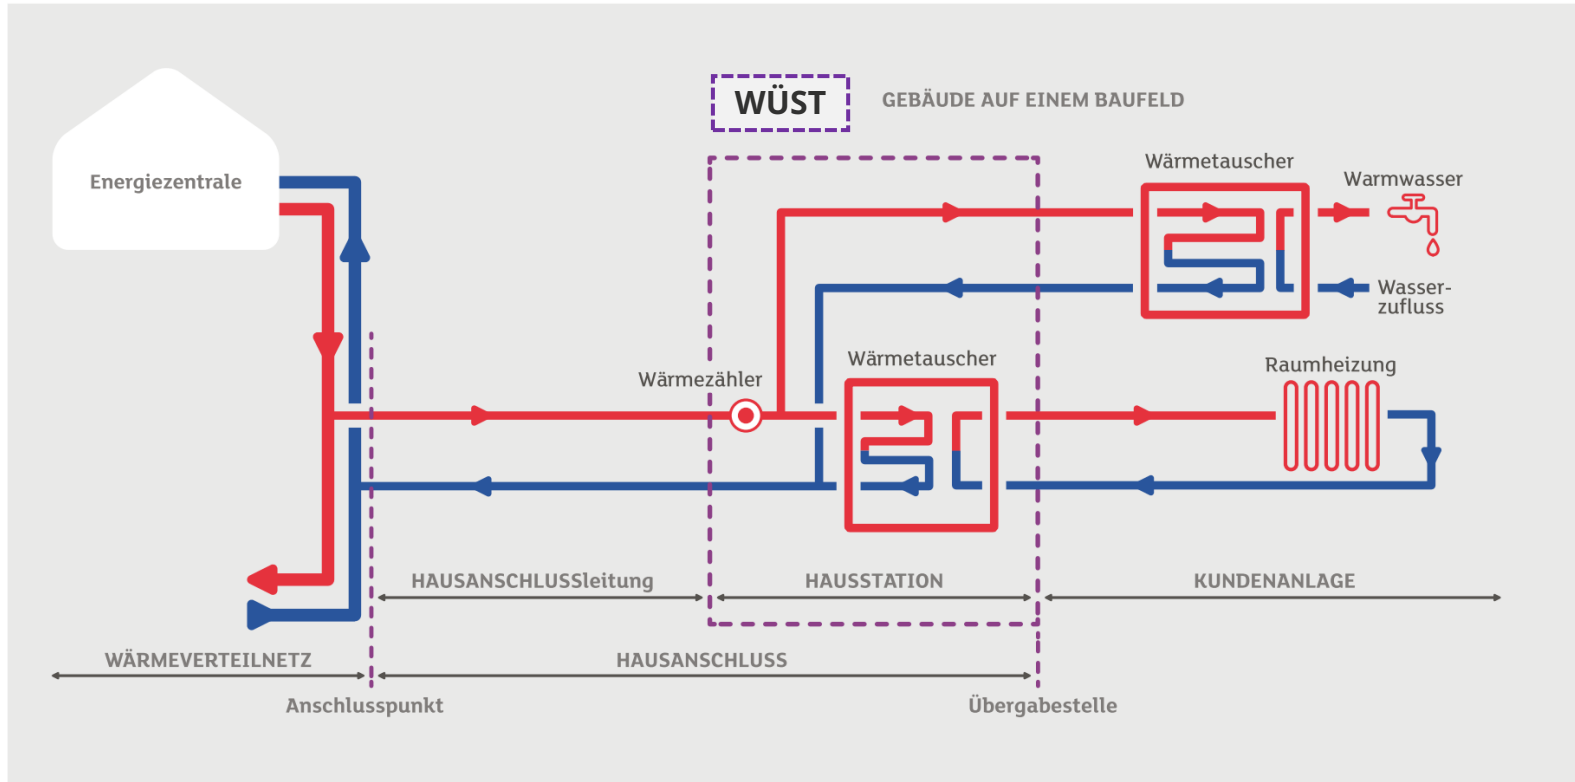 WÜST
GEBÄUDE AUF EINEM BAUFELD
Energiezentrale
Wärmetauscher
Warmwasser
Wasser-
zufluss
Wärmetauscher
Raumheizung
Wärmezähler
HAUSANSCHLUSSleitung
HAUSSTATION
KUNDENANLAGE
WÄRMEVERTEILNETZ
HAUSANSCHLUSS
Anschlusspunkt
Übergabestelle